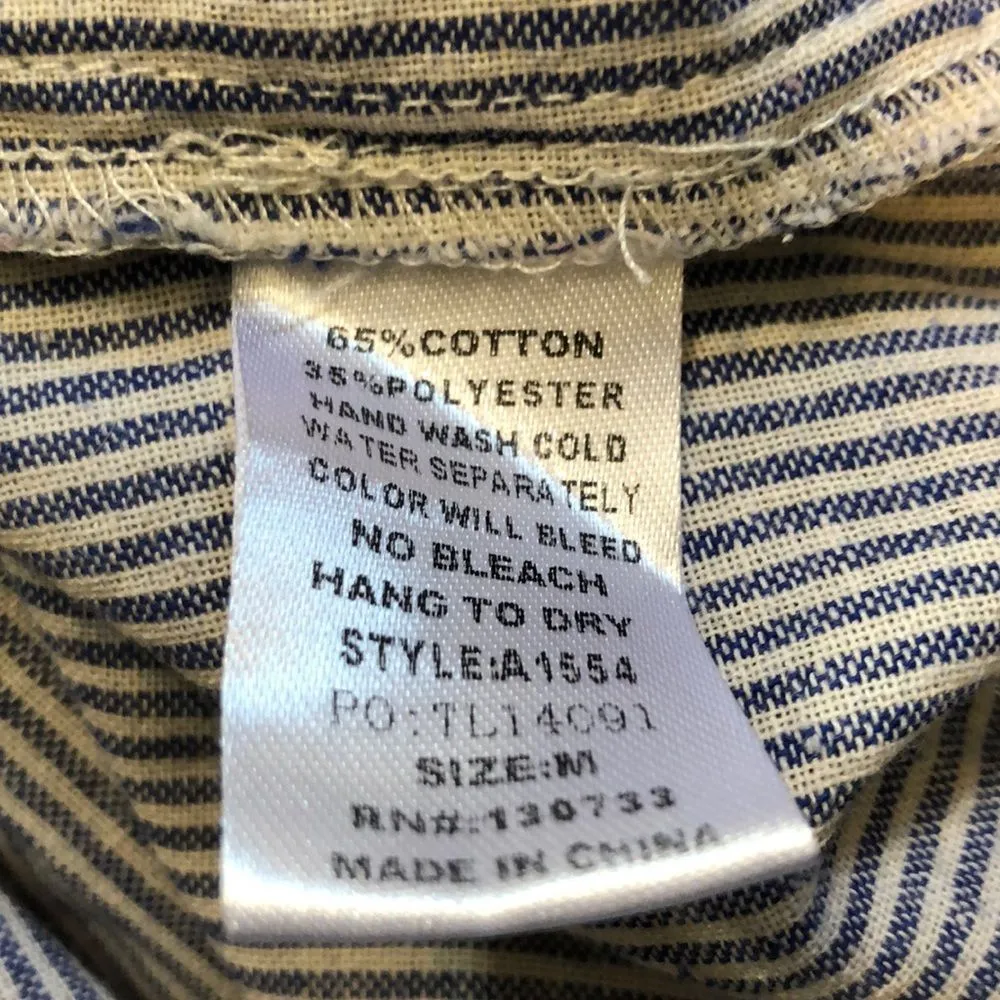 65%COTTON
35%POLYESTER
HAND WASH COLD
WATER SEPARATELY
COLOR WILL BLEED
NO BLEACH
HANG TO DRY
STYLE:A1554
PO:TL14091
SIZE:M
RN#:130733
MADE IN CHINA